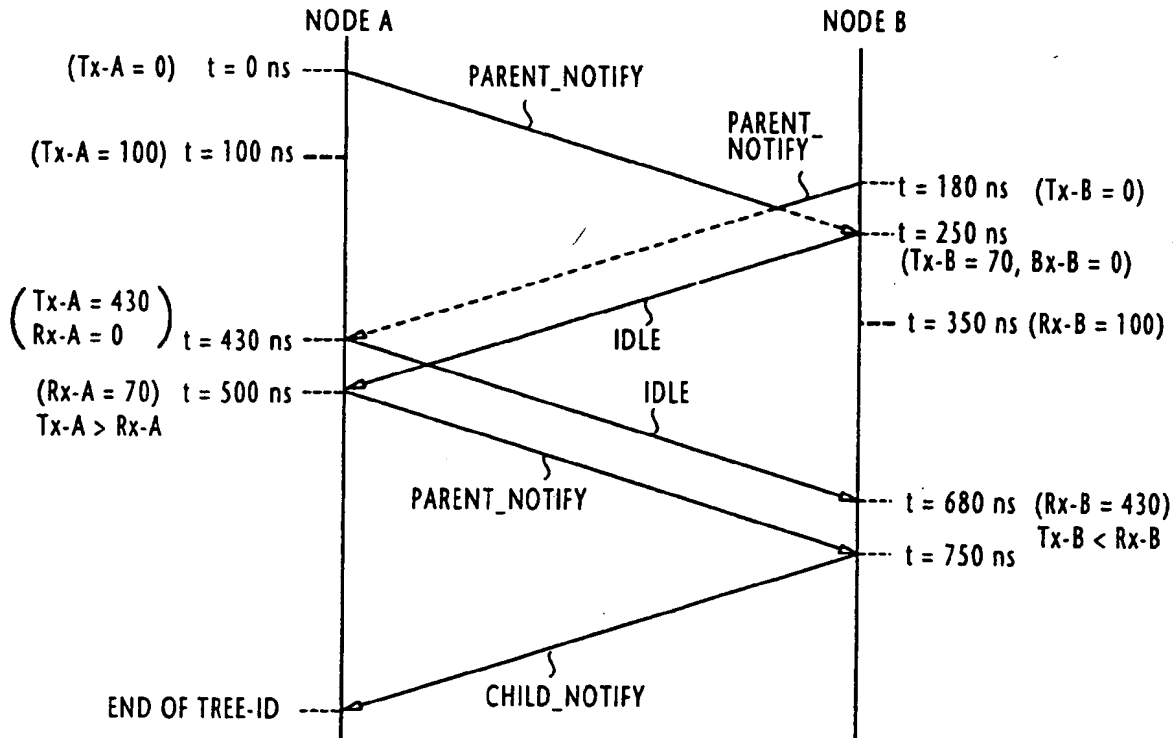 NODE A
NODE B
(Tx-A = 0) t = 0 ns
PARENT_NOTIFY
PARENT_
NOTIFY
(Tx-A = 100) t = 100 ns
t = 180 ns (Tx-B = 0)
t = 250 ns
(Tx-B = 70, Bx-B = 0)
(Tx-A = 430
Rx-A = 0) t = 430 ns
IDLE
t = 350 ns (Rx-B = 100)
(Rx-A = 70) t = 500 ns
Tx-A > Rx-A
IDLE
PARENT_NOTIFY
t = 680 ns (Rx-B = 430)
Tx-B < Rx-B
t = 750 ns
CHILD_NOTIFY
END OF TREE-ID